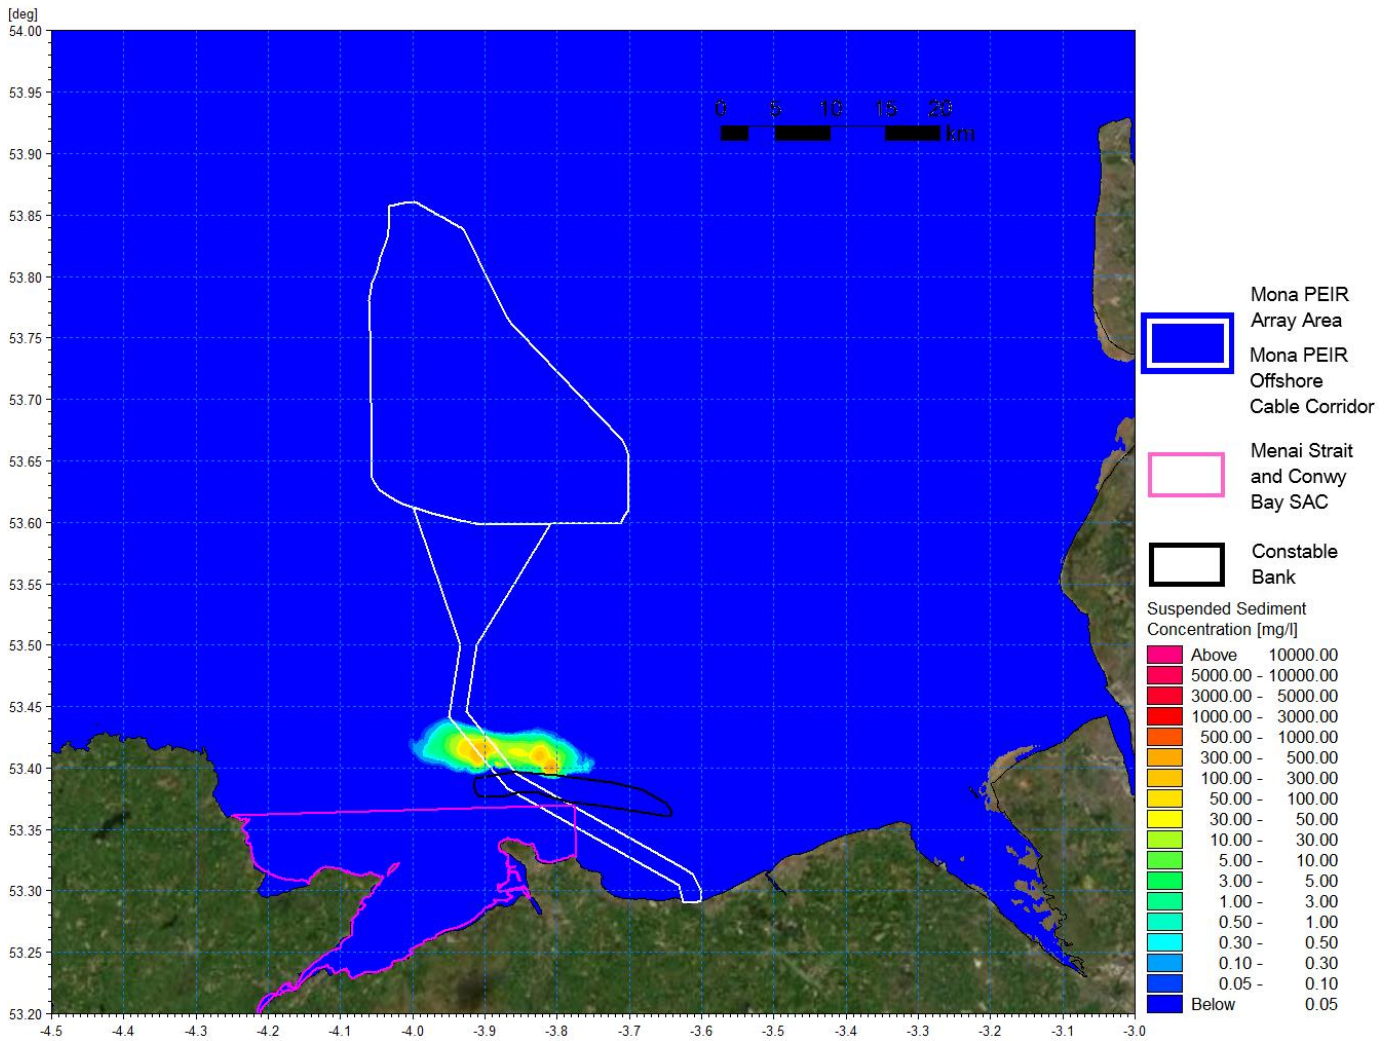 [deg]
54.00
53.95
53.90
53.85
53.80
53.75
53.70
53.65
53.60
53.55
53.50
53.45
53.40
53.35
53.30
53.25
53.20
-4.5 -4.4 -4.3 -4.2 -4.1 -4.0 -3.9 -3.8 -3.7 -3.6 -3.5 -3.4 -3.3 -3.2 -3.1 -3.0
0 5 10 15 20
km
Mona PEIR
Array Area
Mona PEIR
Offshore
Cable Corridor
Menai Strait
and Conwy
Bay SAC
Constable
Bank
Suspended Sediment
Concentration [mg/l]
Above 10000.00
5000.00 - 10000.00
3000.00 - 5000.00
1000.00 - 3000.00
500.00 - 1000.00
300.00 - 500.00
100.00 - 300.00
50.00 - 100.00
30.00 - 50.00
10.00 - 30.00
5.00 - 10.00
3.00 - 5.00
1.00 - 3.00
0.50 - 1.00
0.30 - 0.50
0.10 - 0.30
0.05 - 0.10
Below 0.05